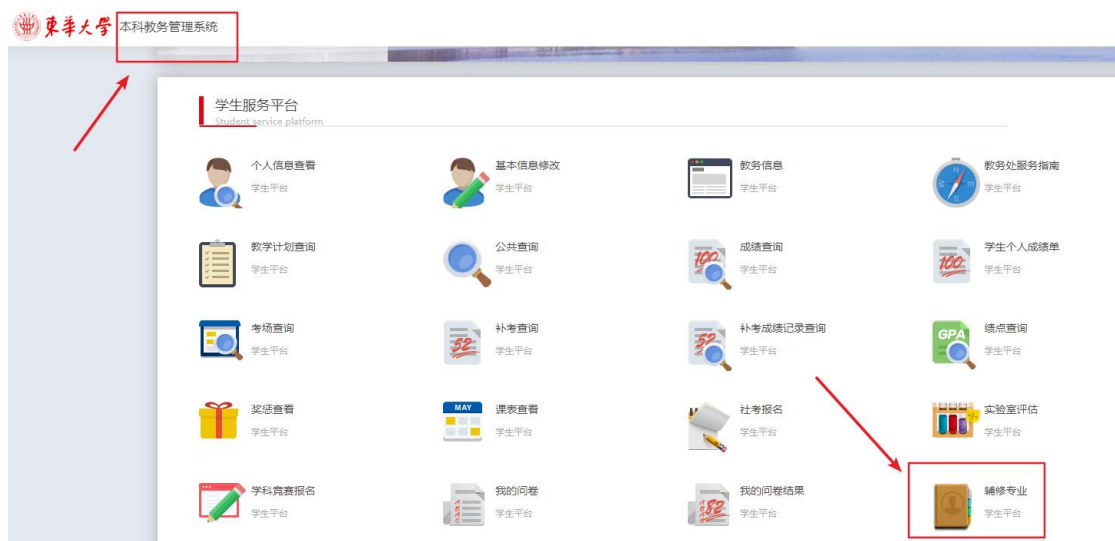 東華大學 本科教务管理系统
学生服务平台
Student service platform
个人信息查看
学生平台
基本信息修改
学生平台
教务信息
学生平台
教务处服务指南
学生平台
教学计划查询
学生平台
公共查询
学生平台
100
成绩查询
学生平台
100
学生个人成绩单
学生平台
考场查询
学生平台
52
补考查询
学生平台
52
补考成绩记录查询
学生平台
GPA
绩点查询
学生平台
奖惩查看
学生平台
MAY
课表查看
学生平台
社考报名
学生平台
实验室评估
学生平台
学科竞赛报名
学生平台
我的问卷
学生平台
82
我的问卷结果
学生平台
辅修专业
学生平台